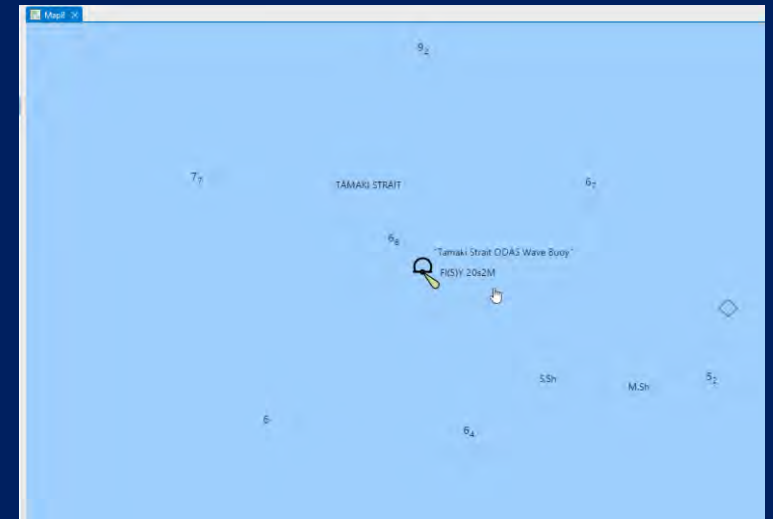 Map1
9₂
7₇
TAMAKI STRAIT
6₇
6₈
"Tamaki Strait ODAS Wave Buoy"
Fl(5)Y 20s2M
S.Sh
M.Sh
5₂
6
6₄